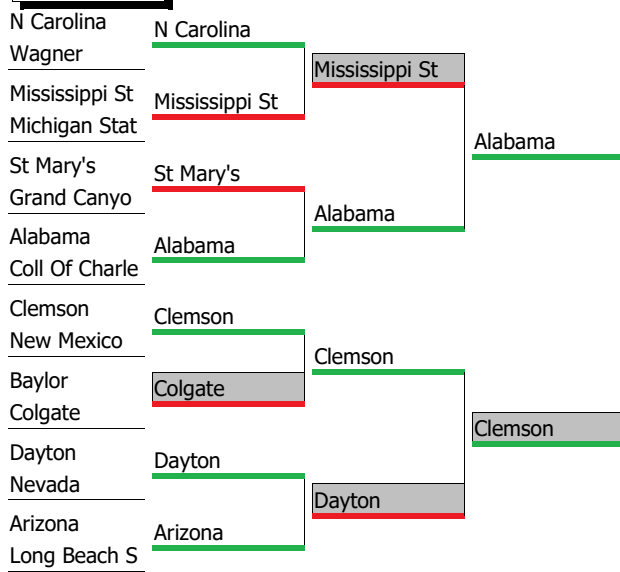 N Carolina
Wagner
Mississippi St
Michigan Stat
St Mary's
Grand Canyo
Alabama
Coll Of Charle
Clemson
New Mexico
Baylor
Colgate
Dayton
Nevada
Arizona
Long Beach S
N Carolina
Mississippi St
St Mary's
Alabama
Clemson
Colgate
Dayton
Arizona
Mississippi St
Alabama
Clemson
Dayton
Alabama
Clemson